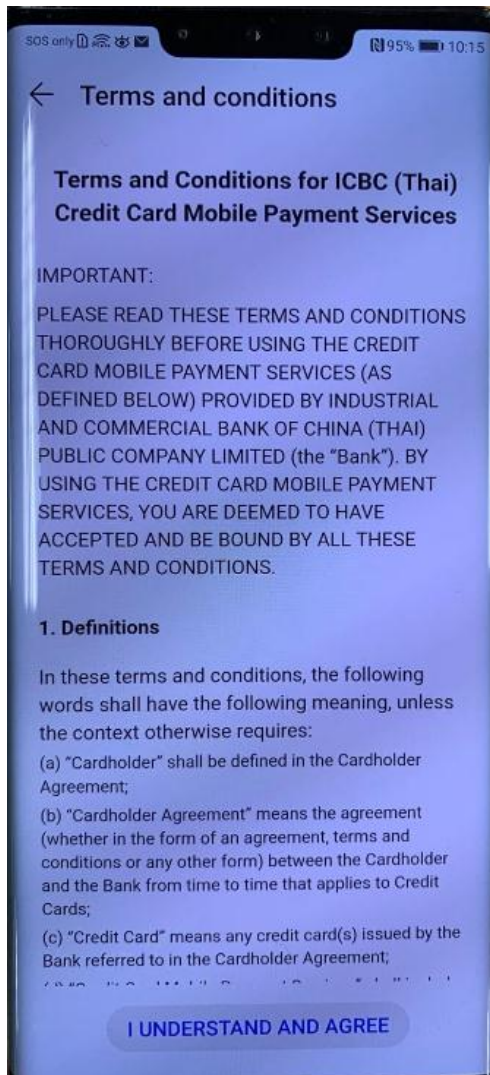 SOS only 95% 10:15
← Terms and conditions
Terms and Conditions for ICBC (Thai)
Credit Card Mobile Payment Services
IMPORTANT:
PLEASE READ THESE TERMS AND CONDITIONS
THOROUGHLY BEFORE USING THE CREDIT
CARD MOBILE PAYMENT SERVICES (AS
DEFINED BELOW) PROVIDED BY INDUSTRIAL
AND COMMERCIAL BANK OF CHINA (THAI)
PUBLIC COMPANY LIMITED (the “Bank”). BY
USING THE CREDIT CARD MOBILE PAYMENT
SERVICES, YOU ARE DEEMED TO HAVE
ACCEPTED AND BE BOUND BY ALL THESE
TERMS AND CONDITIONS.
1. Definitions
In these terms and conditions, the following
words shall have the following meaning, unless
the context otherwise requires:
(a) “Cardholder” shall be defined in the Cardholder
Agreement;
(b) “Cardholder Agreement” means the agreement
(whether in the form of an agreement, terms and
conditions or any other form) between the Cardholder
and the Bank from time to time that applies to Credit
Cards;
(c) “Credit Card” means any credit card(s) issued by the
Bank referred to in the Cardholder Agreement;
I UNDERSTAND AND AGREE